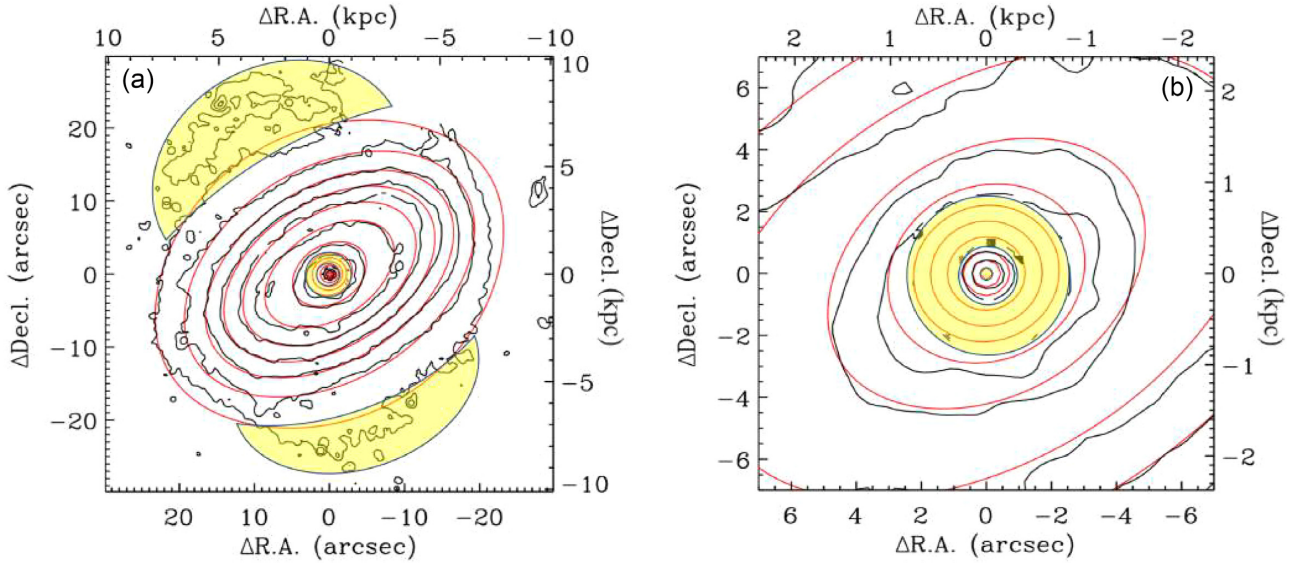 ΔR.A. (kpc)
10 5 0 −5 −10
(a)
20
10
0
−10
−20
ΔDecl. (arcsec)
10
5
0
−5
−10
ΔDecl. (kpc)
20 10 0 −10 −20
ΔR.A. (arcsec)
ΔR.A. (kpc)
2 1 0 −1 −2
(b)
6
4
2
0
−2
−4
−6
ΔDecl. (arcsec)
2
1
0
−1
−2
ΔDecl. (kpc)
6 4 2 0 −2 −4 −6
ΔR.A. (arcsec)